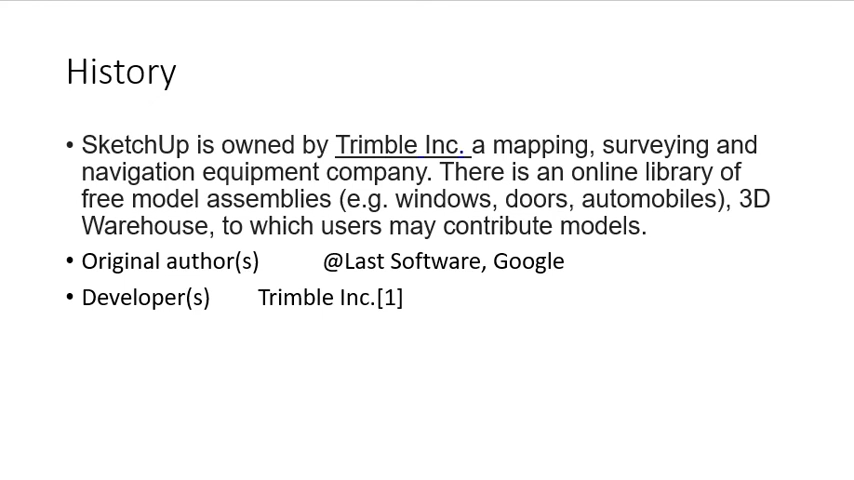 History
• SketchUp is owned by Trimble Inc. a mapping, surveying and
navigation equipment company. There is an online library of
free model assemblies (e.g. windows, doors, automobiles), 3D
Warehouse, to which users may contribute models.
• Original author(s) @Last Software, Google
• Developer(s) Trimble Inc.[1]